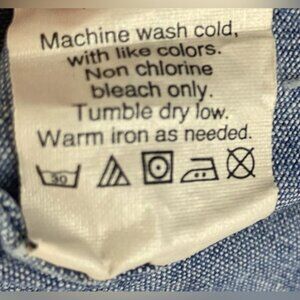 Machine wash cold,
with like colors.
Non chlorine
bleach only.
Tumble dry low.
Warm iron as needed.
30